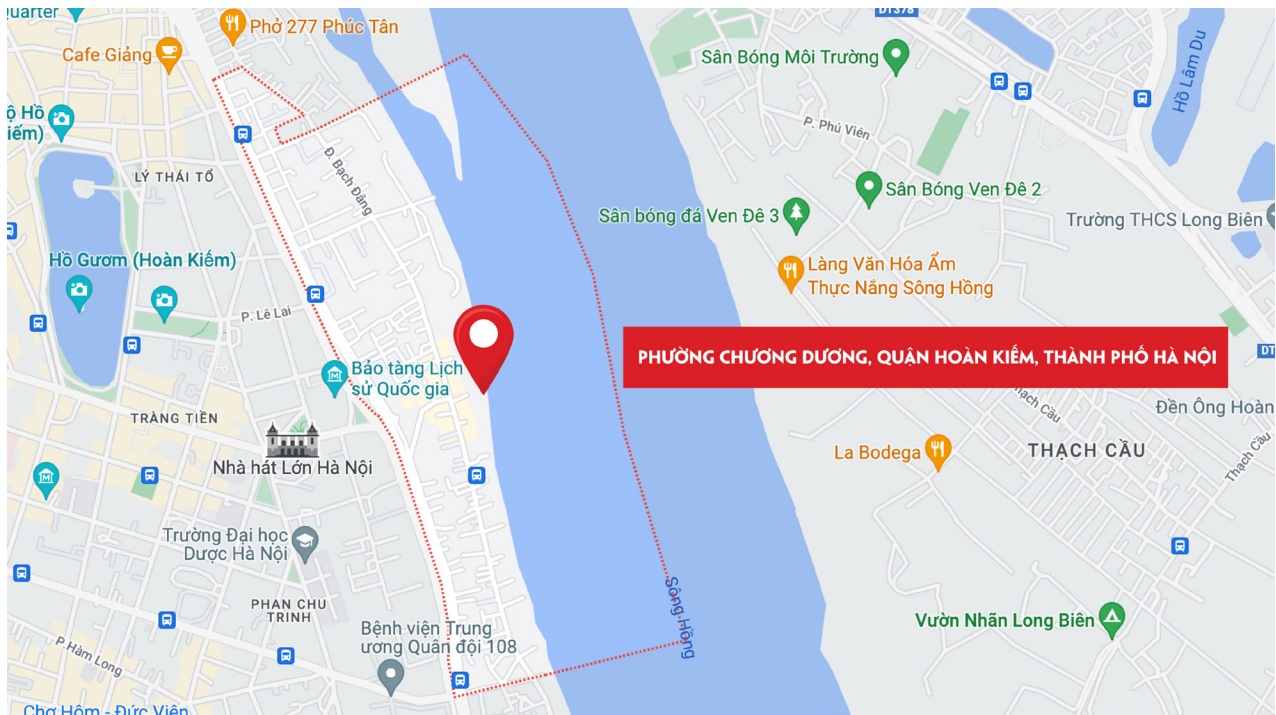 Quarter
Phở 277 Phúc Tân
Cafe Giảng
DT378
Sân Bóng Môi Trường
Hồ Lâm Du
P. Phú Viên
ộ Hồ
iếm)
LÝ THÁI TỔ
Đ. Bạch Đằng
Sân Bóng Ven Đê 2
Sân bóng đá Ven Đê 3
Trường THCS Long Biên
Hồ Gươm (Hoàn Kiếm)
Làng Văn Hóa Ẩm
Thực Nắng Sông Hồng
P. Lê Lai
PHƯỜNG CHƯƠNG DƯƠNG, QUẬN HOÀN KIẾM, THÀNH PHỐ HÀ NỘI
DT
Bảo tàng Lịch
sử Quốc gia
ạch Cầu
Đền Ông Hoàn
TRÀNG TIỀN
La Bodega
THẠCH CẦU
Thạch Cầu
Nhà hát Lớn Hà Nội
Trường Đại học
Dược Hà Nội
PHAN CHU
TRINH
Sông Hồng
Bệnh viện Trung
ương Quân đội 108
Vườn Nhãn Long Biên
P. Hàm Long
Chợ Hôm - Đức Viên